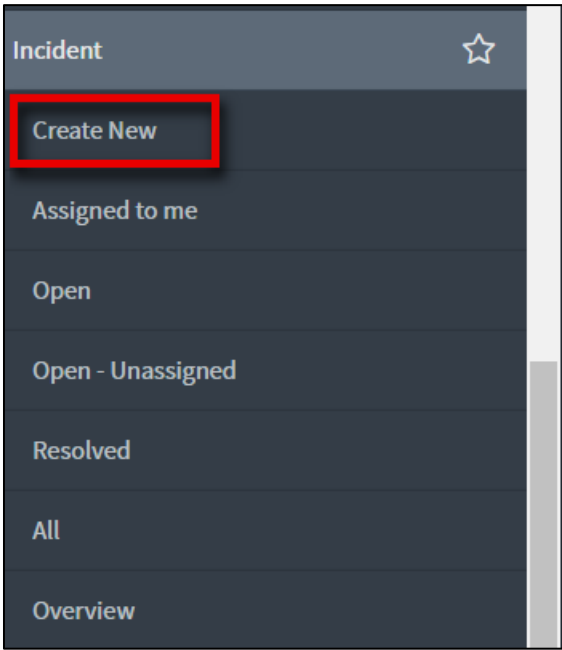 Incident
Create New
Assigned to me
Open
Open - Unassigned
Resolved
All
Overview